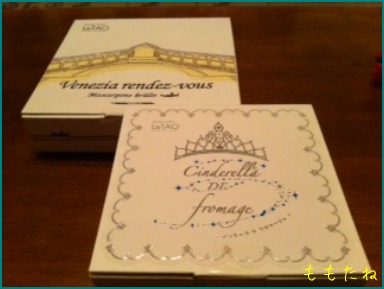 LeTAO
Venezia rendez-vous
Mascarpone brûlée
LeTAO
Cinderella
DE
fromage
ももたね